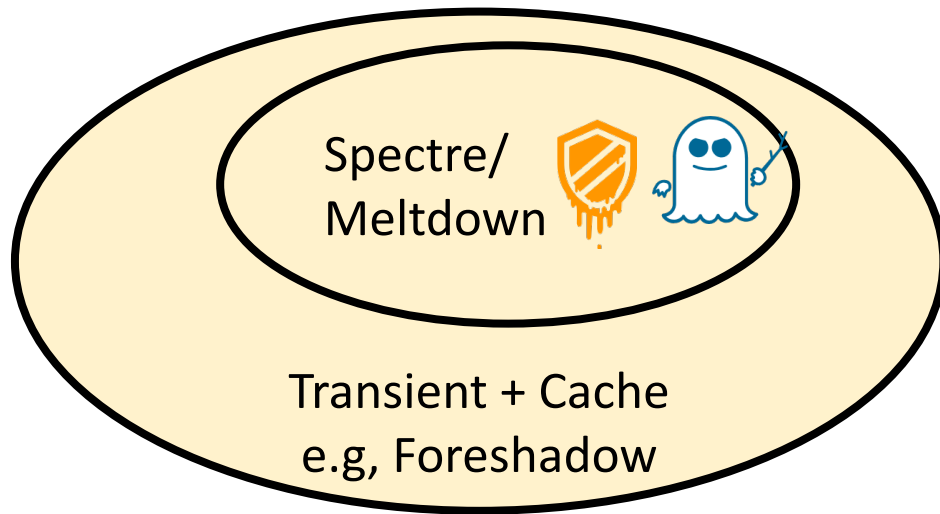 Spectre/
Meltdown
Transient + Cache
e.g, Foreshadow